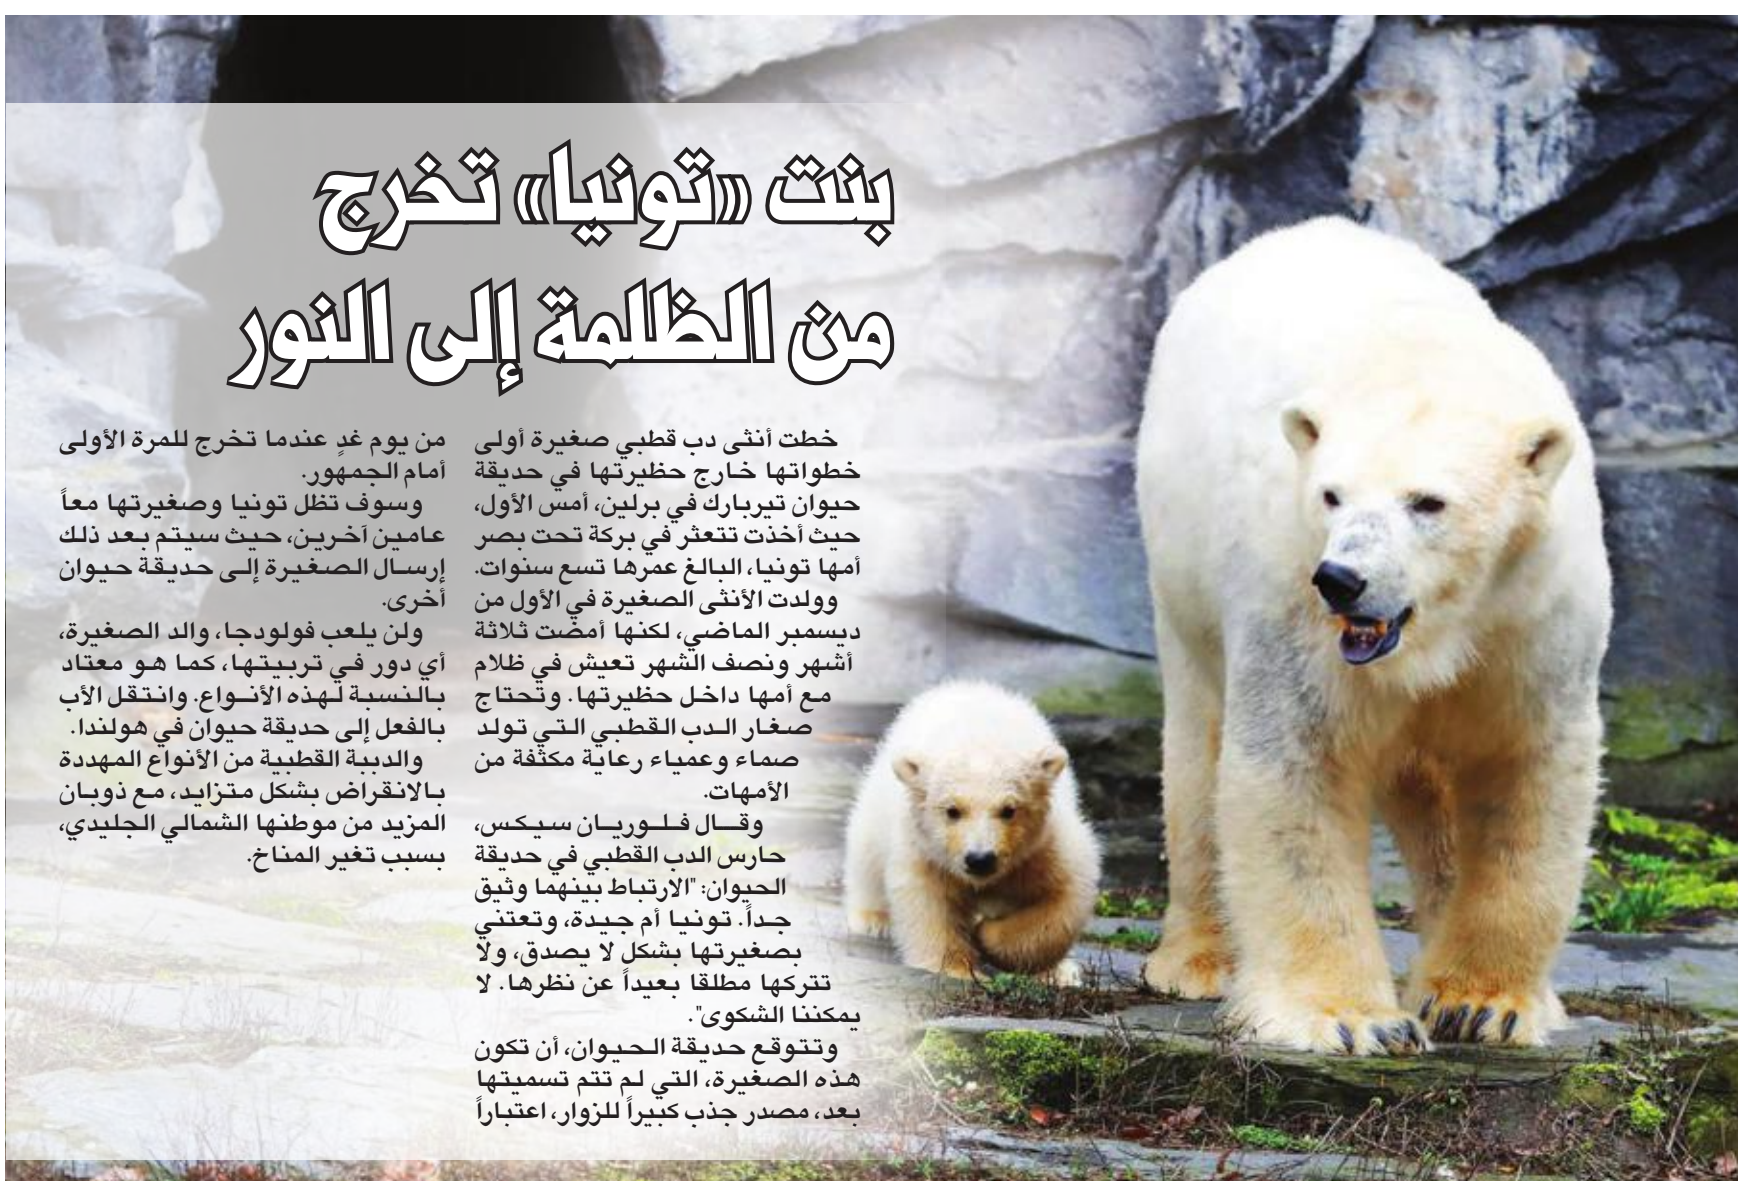 بنت «تونيا» تخرج
من الظلمة إلى النور
خطت أنثى دب قطبي صغيرة أولى
خطواتها خارج حظيرتها في حديقة
حيوان تيربارك في برلين، أمس الأول،
حيث أخذت تتعثر في بركة تحت بصر
أمها تونيا، البالغ عمرها تسع سنوات.
وولدت الأنثى الصغيرة في الأول من
ديسمبر الماضي، لكنها أمضت ثلاثة
أشهر ونصف الشهر تعيش في ظلام
مع أمها داخل حظيرتها. وتحتاج
صغار الدب القطبي التي تولد
صماء وعمياء رعاية مكثفة من
الأمهات.
وقال فلوريان سيكس،
حارس الدب القطبي في حديقة
الحيوان: "الارتباط بينهما وثيق
جداً. تونيا أم جيدة، وتعتني
بصغيرتها بشكل لا يصدق، ولا
تتركها مطلقا بعيداً عن نظرها. لا
يمكننا الشكوى".
وتتوقع حديقة الحيوان، أن تكون
هذه الصغيرة، التي لم تتم تسميتها
بعد، مصدر جذب كبيراً للزوار، اعتباراً
من يوم غدٍ عندما تخرج للمرة الأولى
أمام الجمهور.
وسوف تظل تونيا وصغيرتها معاً
عامين آخرين، حيث سيتم بعد ذلك
إرسال الصغيرة إلى حديقة حيوان
أخرى.
ولن يلعب فولودجا، والد الصغيرة،
أي دور في تربيتها، كما هو معتاد
بالنسبة لهذه الأنواع. وانتقل الأب
بالفعل إلى حديقة حيوان في هولندا.
والدببة القطبية من الأنواع المهددة
بالانقراض بشكل متزايد، مع ذوبان
المزيد من موطنها الشمالي الجليدي،
بسبب تغير المناخ.